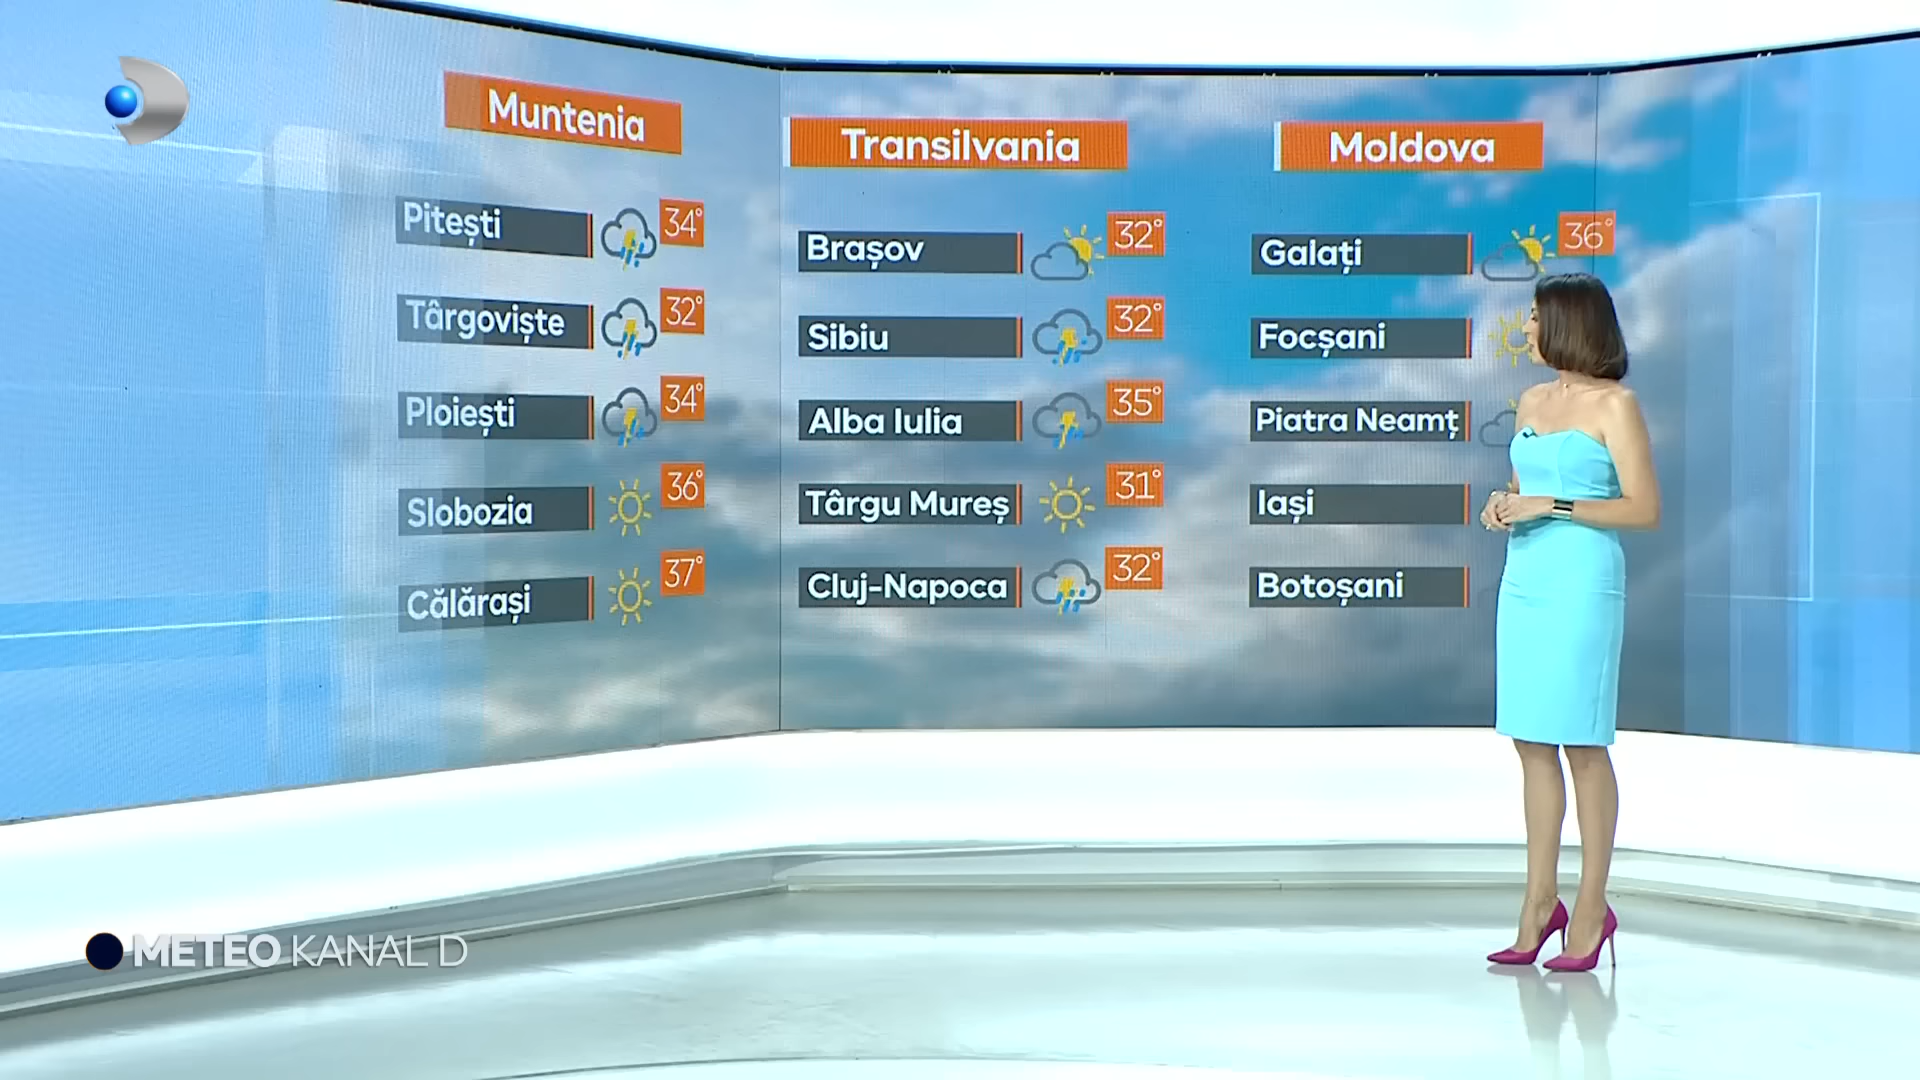 Muntenia
Pitești 34°
Târgoviște 32°
Ploiești 34°
Slobozia 36°
Călărași 37°
Transilvania
Brașov 32°
Sibiu 32°
Alba Iulia 35°
Târgu Mureș 31°
Cluj-Napoca 32°
Moldova
Galați 36°
Focșani
Piatra Neamț
Iași
Botoșani
METEO KANAL D